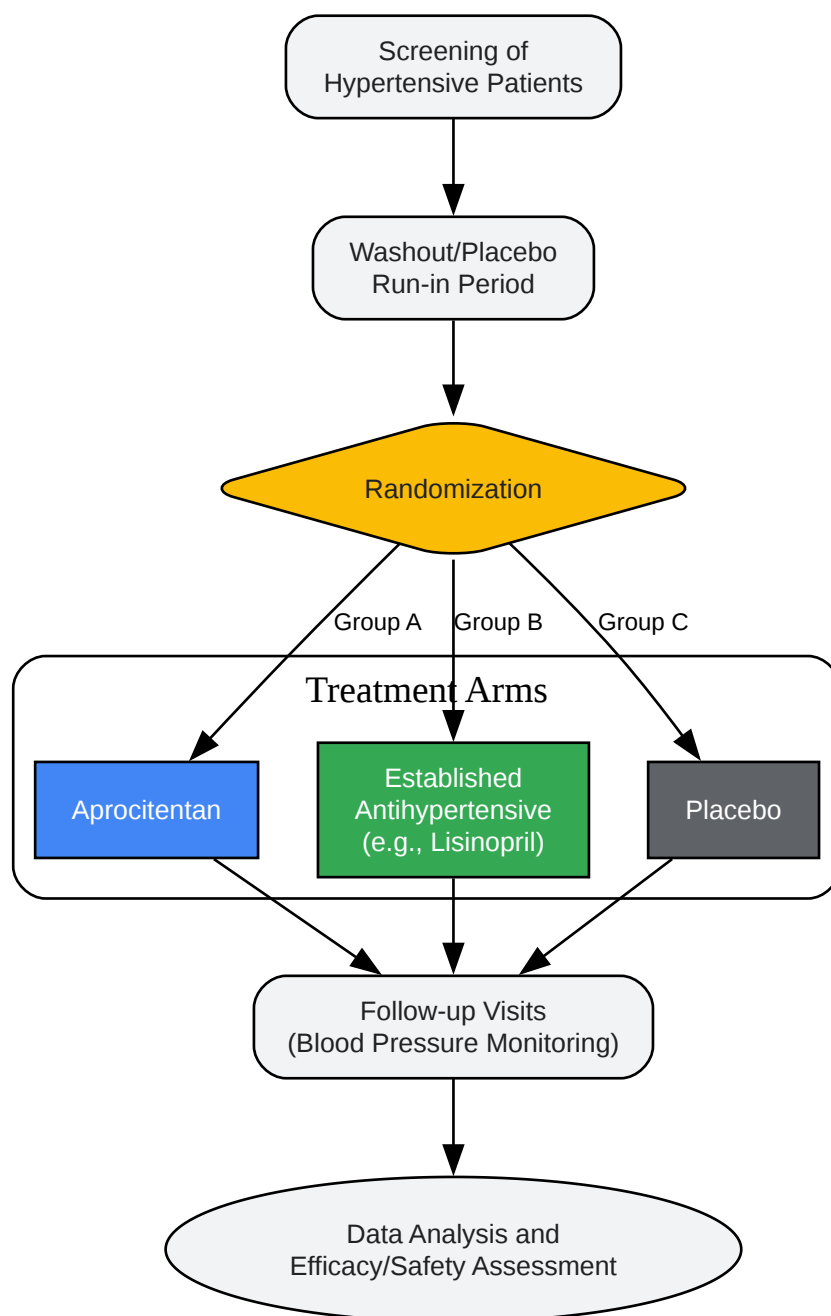 Screening of
Hypertensive Patients
Washout/Placebo
Run-in Period
Randomization
Group A
Group B
Group C
Treatment Arms
Aprocitentan
Established
Antihypertensive
(e.g., Lisinopril)
Placebo
Follow-up Visits
(Blood Pressure Monitoring)
Data Analysis and
Efficacy/Safety Assessment